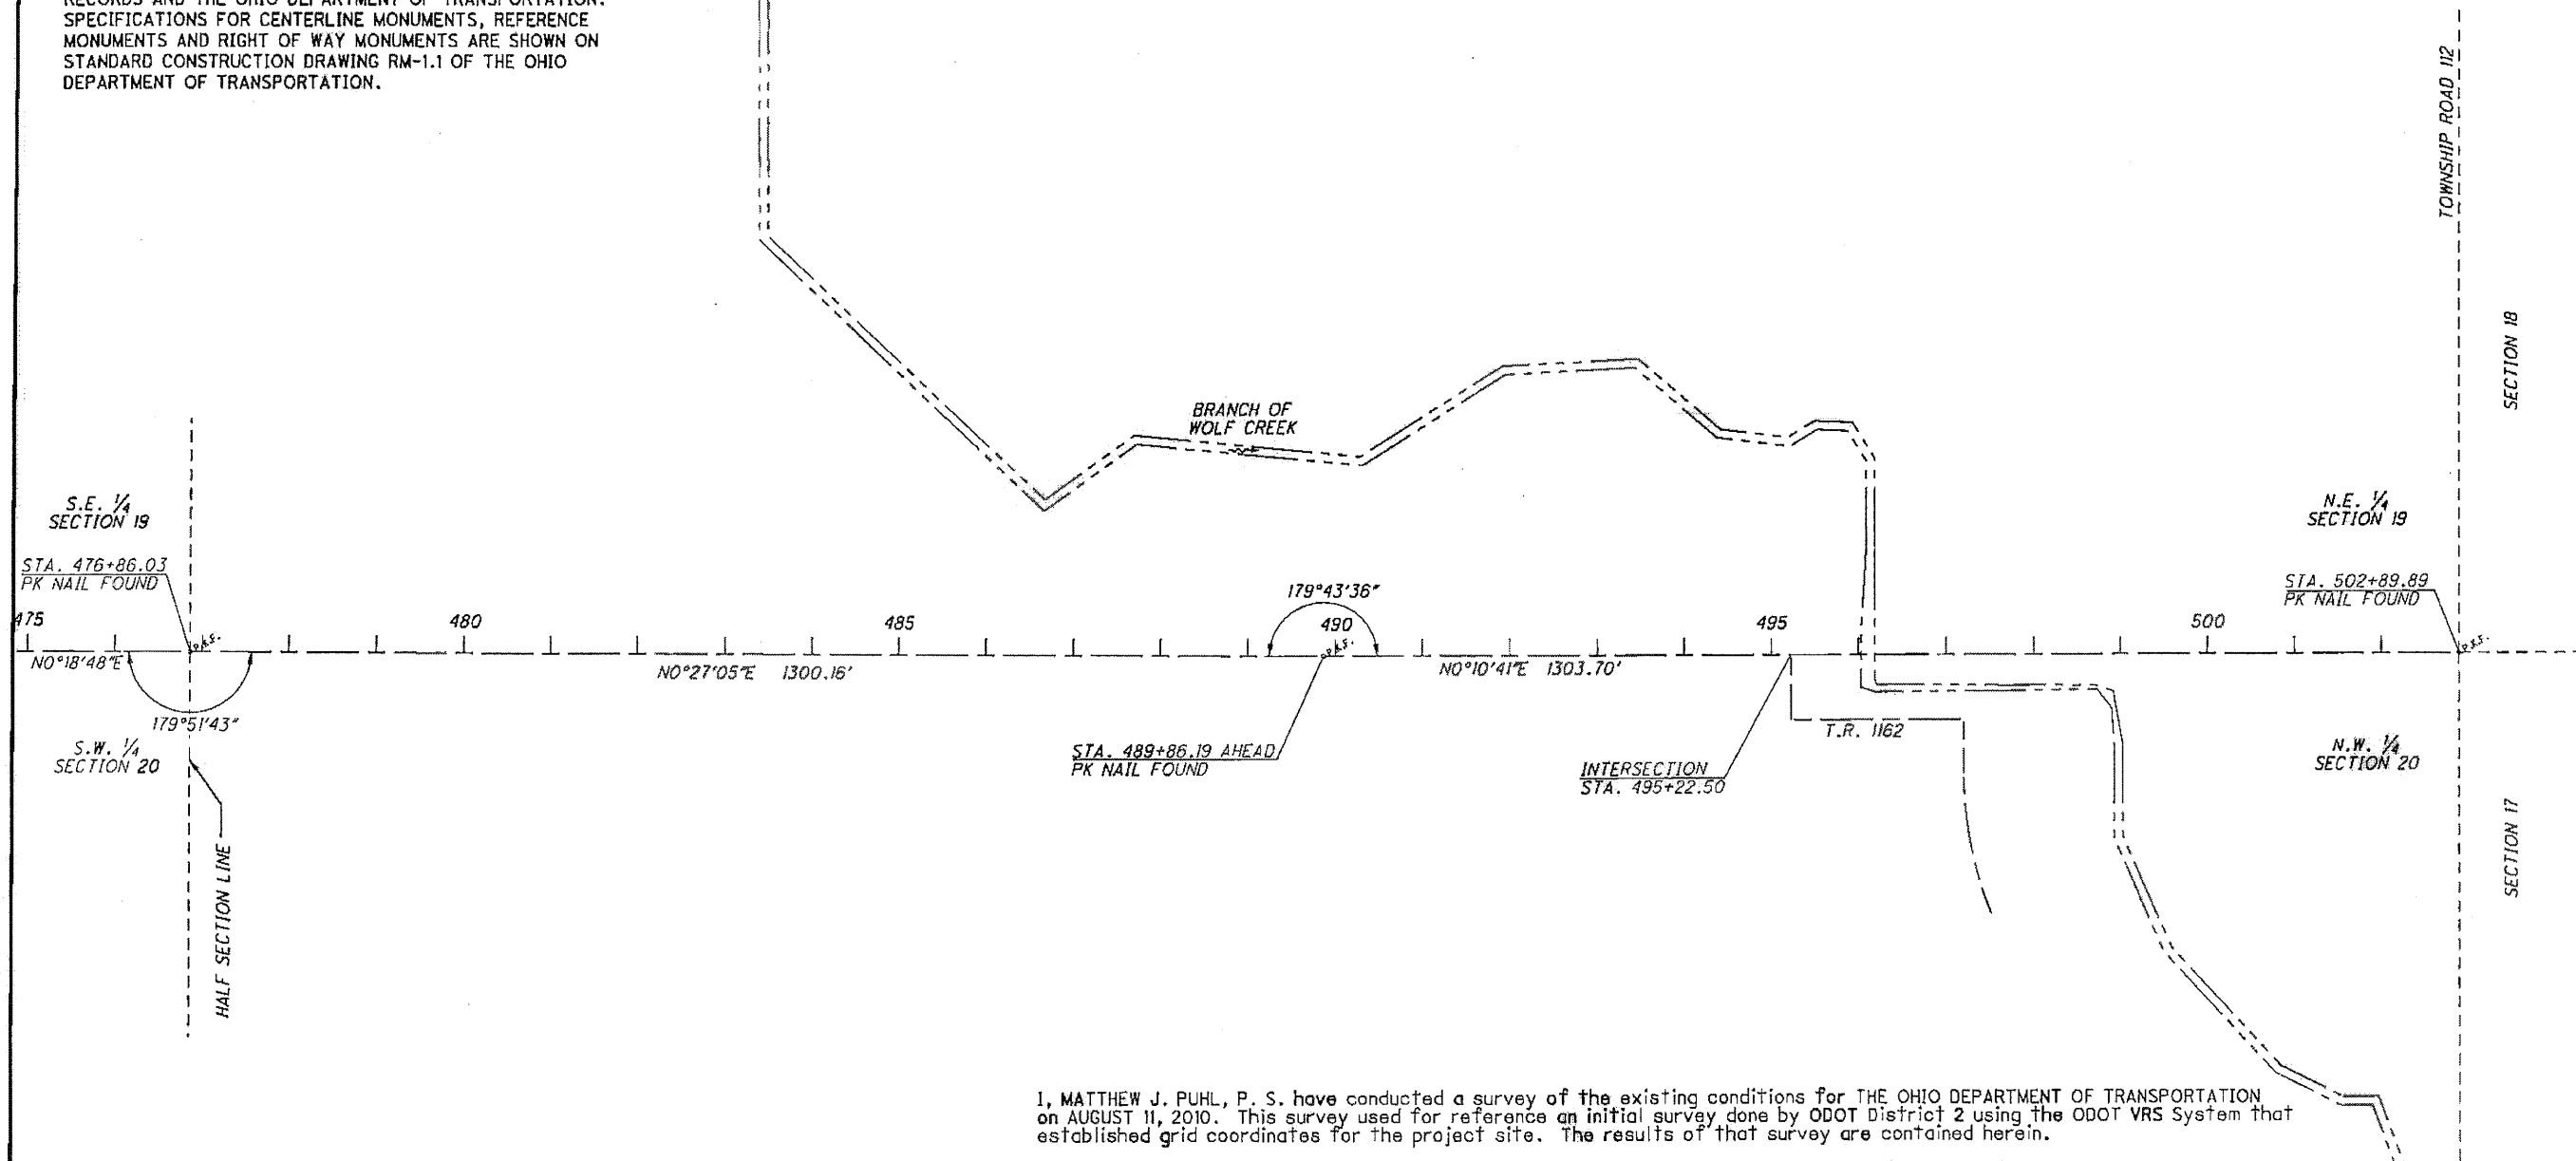 RECORDS AND THE OHIO DEPARTMENT OF TRANSPORTATION.
SPECIFICATIONS FOR CENTERLINE MONUMENTS, REFERENCE
MONUMENTS AND RIGHT OF WAY MONUMENTS ARE SHOWN ON
STANDARD CONSTRUCTION DRAWING RM-1.1 OF THE OHIO
DEPARTMENT OF TRANSPORTATION.
TOWNSHIP ROAD 112
SECTION 18
BRANCH OF
WOLF CREEK
S.E. 1/4
SECTION 19
N.E. 1/4
SECTION 19
STA. 476+86.03
PK NAIL FOUND
179°43'36"
STA. 502+89.89
PK NAIL FOUND
475
480
485
490
495
500
P.K.S.
P.K.S.
P.K.S.
N0°18'48"E
N0°27'05"E 1300.16'
N0°10'41"E 1303.70'
179°51'43"
S.W. 1/4
SECTION 20
STA. 489+86.19 AHEAD
PK NAIL FOUND
INTERSECTION
STA. 495+22.50
T.R. 1162
N.W. 1/4
SECTION 20
HALF SECTION LINE
SECTION 17
I, MATTHEW J. PUHL, P. S. have conducted a survey of the existing conditions for THE OHIO DEPARTMENT OF TRANSPORTATION
on AUGUST 11, 2010. This survey used for reference an initial survey done by ODOT District 2 using the ODOT VRS System that
established grid coordinates for the project site. The results of that survey are contained herein.